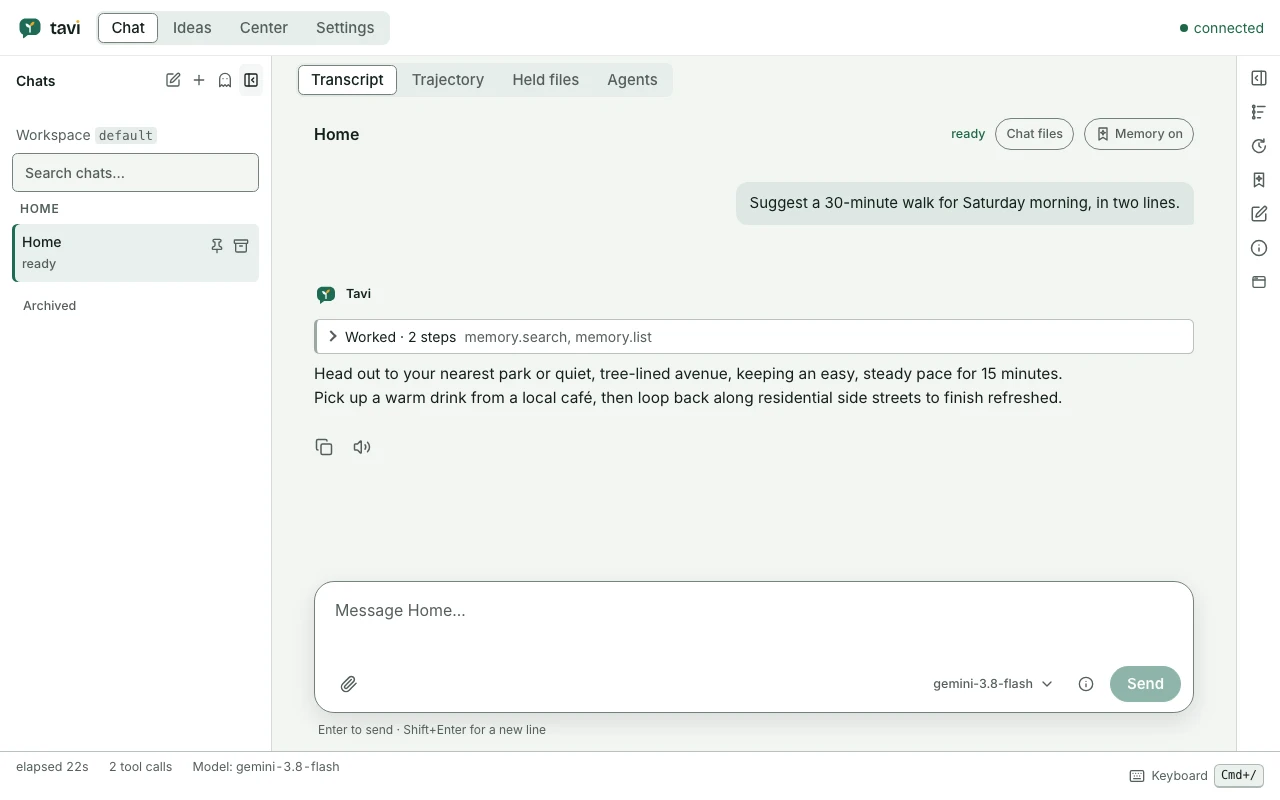 tavi
Chat Ideas Center Settings
connected
Chats
Workspace default
Search chats...
HOME
Home
ready
Archived
Transcript Trajectory Held files Agents
Home
ready Chat files Memory on
Suggest a 30-minute walk for Saturday morning, in two lines.
Tavi
Worked · 2 steps memory.search, memory.list
Head out to your nearest park or quiet, tree-lined avenue, keeping an easy, steady pace for 15 minutes.
Pick up a warm drink from a local café, then loop back along residential side streets to finish refreshed.
Message Home...
gemini-3.8-flash Send
Enter to send · Shift+Enter for a new line
elapsed 22s 2 tool calls Model: gemini-3.8-flash
Keyboard Cmd+/